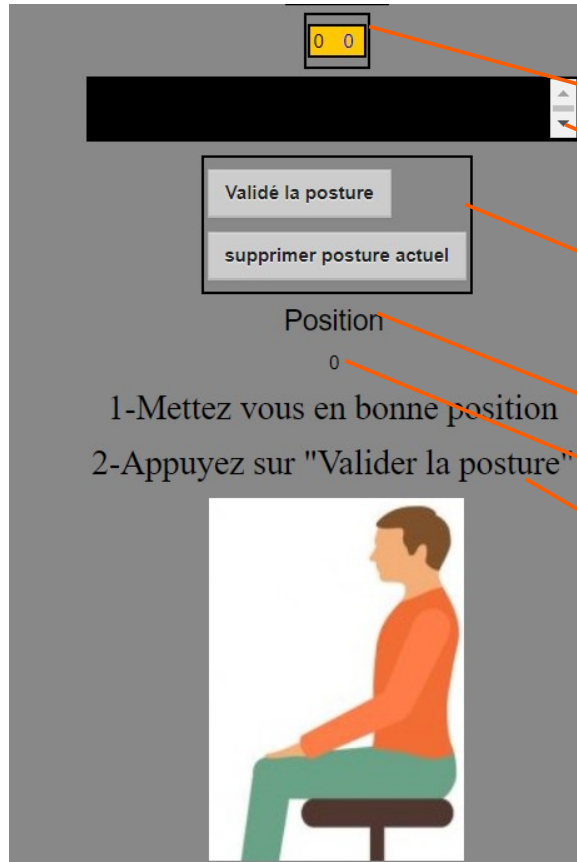 0 0
Validé la posture
supprimer posture actuel
Position
0
1-Mettez vous en bonne position
2-Appuyez sur "Valider la posture"